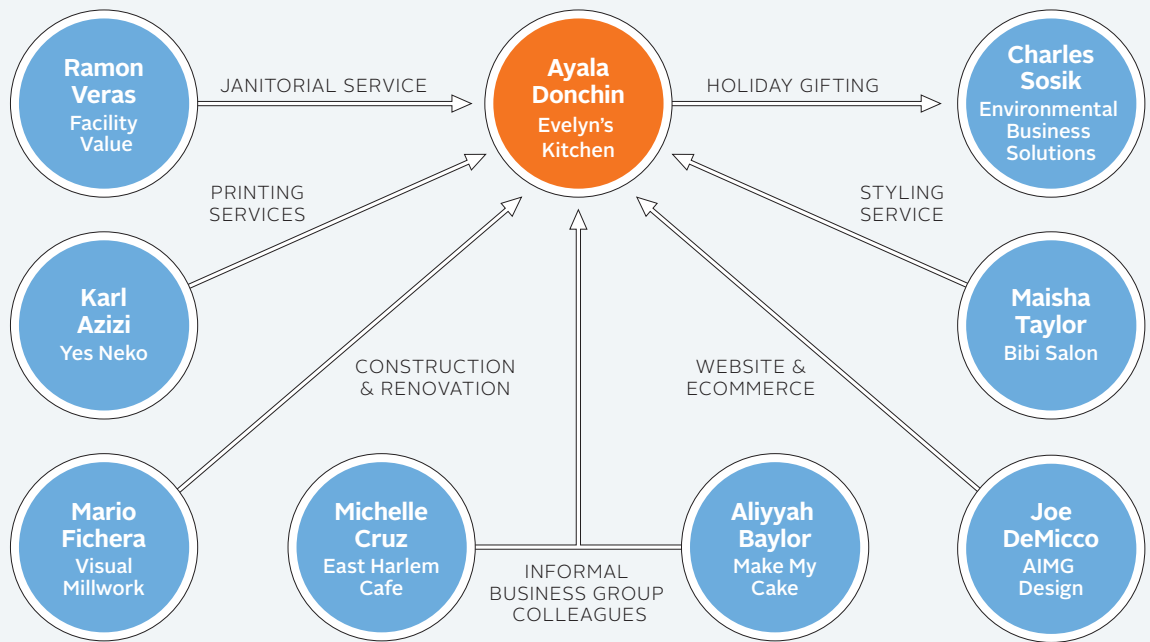 Ramon
Veras
Facility
Value
JANITORIAL SERVICE
Ayala
Donchin
Evelyn's
Kitchen
HOLIDAY GIFTING
Charles
Sosik
Environmental
Business
Solutions
PRINTING
SERVICES
STYLING
SERVICE
Karl
Azizi
Yes Neko
Maisha
Taylor
Bibi Salon
CONSTRUCTION
& RENOVATION
WEBSITE &
ECOMMERCE
Mario
Fichera
Visual
Millwork
Michelle
Cruz
East Harlem
Cafe
INFORMAL
BUSINESS GROUP
COLLEAGUES
Aliyyah
Baylor
Make My
Cake
Joe
DeMicco
AIMG
Design